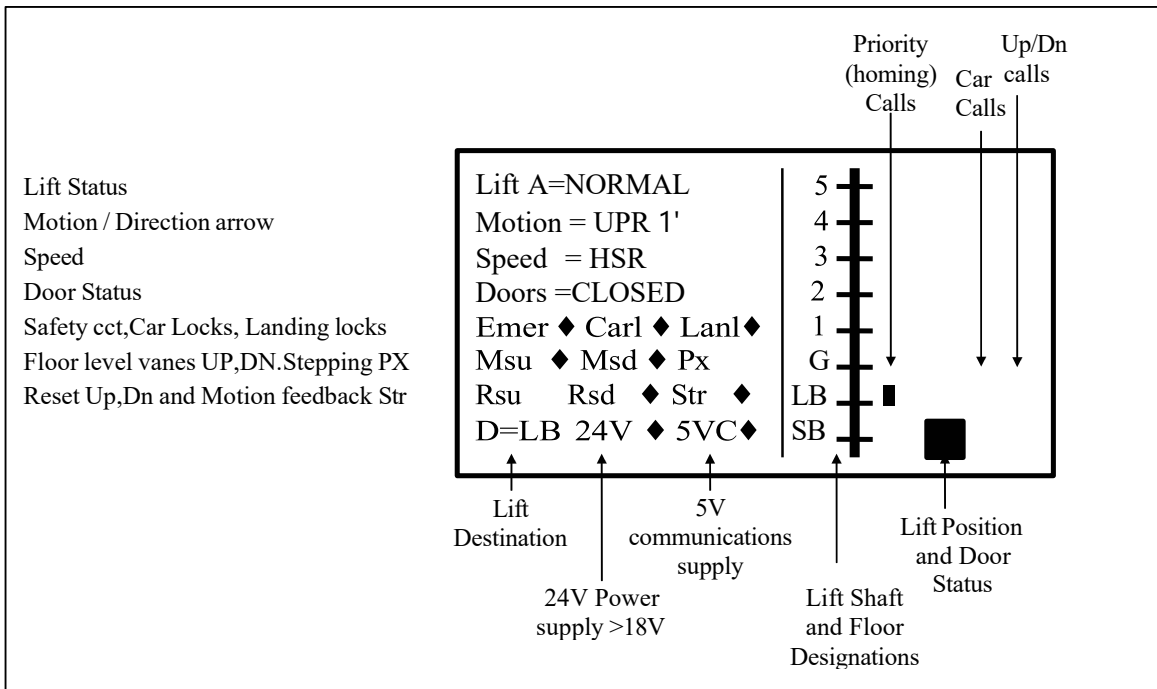 Priority
(homing)
Calls
Car
Calls
Up/Dn
calls
Lift Status
Motion / Direction arrow
Speed
Door Status
Safety cct,Car Locks, Landing locks
Floor level vanes UP,DN.Stepping PX
Reset Up,Dn and Motion feedback Str
Lift A=NORMAL
Motion = UPR 1'
Speed = HSR
Doors =CLOSED
Emer ♦ Carl ♦ Lanl♦
Msu ♦ Msd ♦ Px
Rsu Rsd ♦ Str ♦
D=LB 24V ♦ 5VC♦
5
4
3
2
1
G
LB
SB
Lift
Destination
24V Power
supply >18V
5V
communications
supply
Lift Shaft
and Floor
Designations
Lift Position
and Door
Status